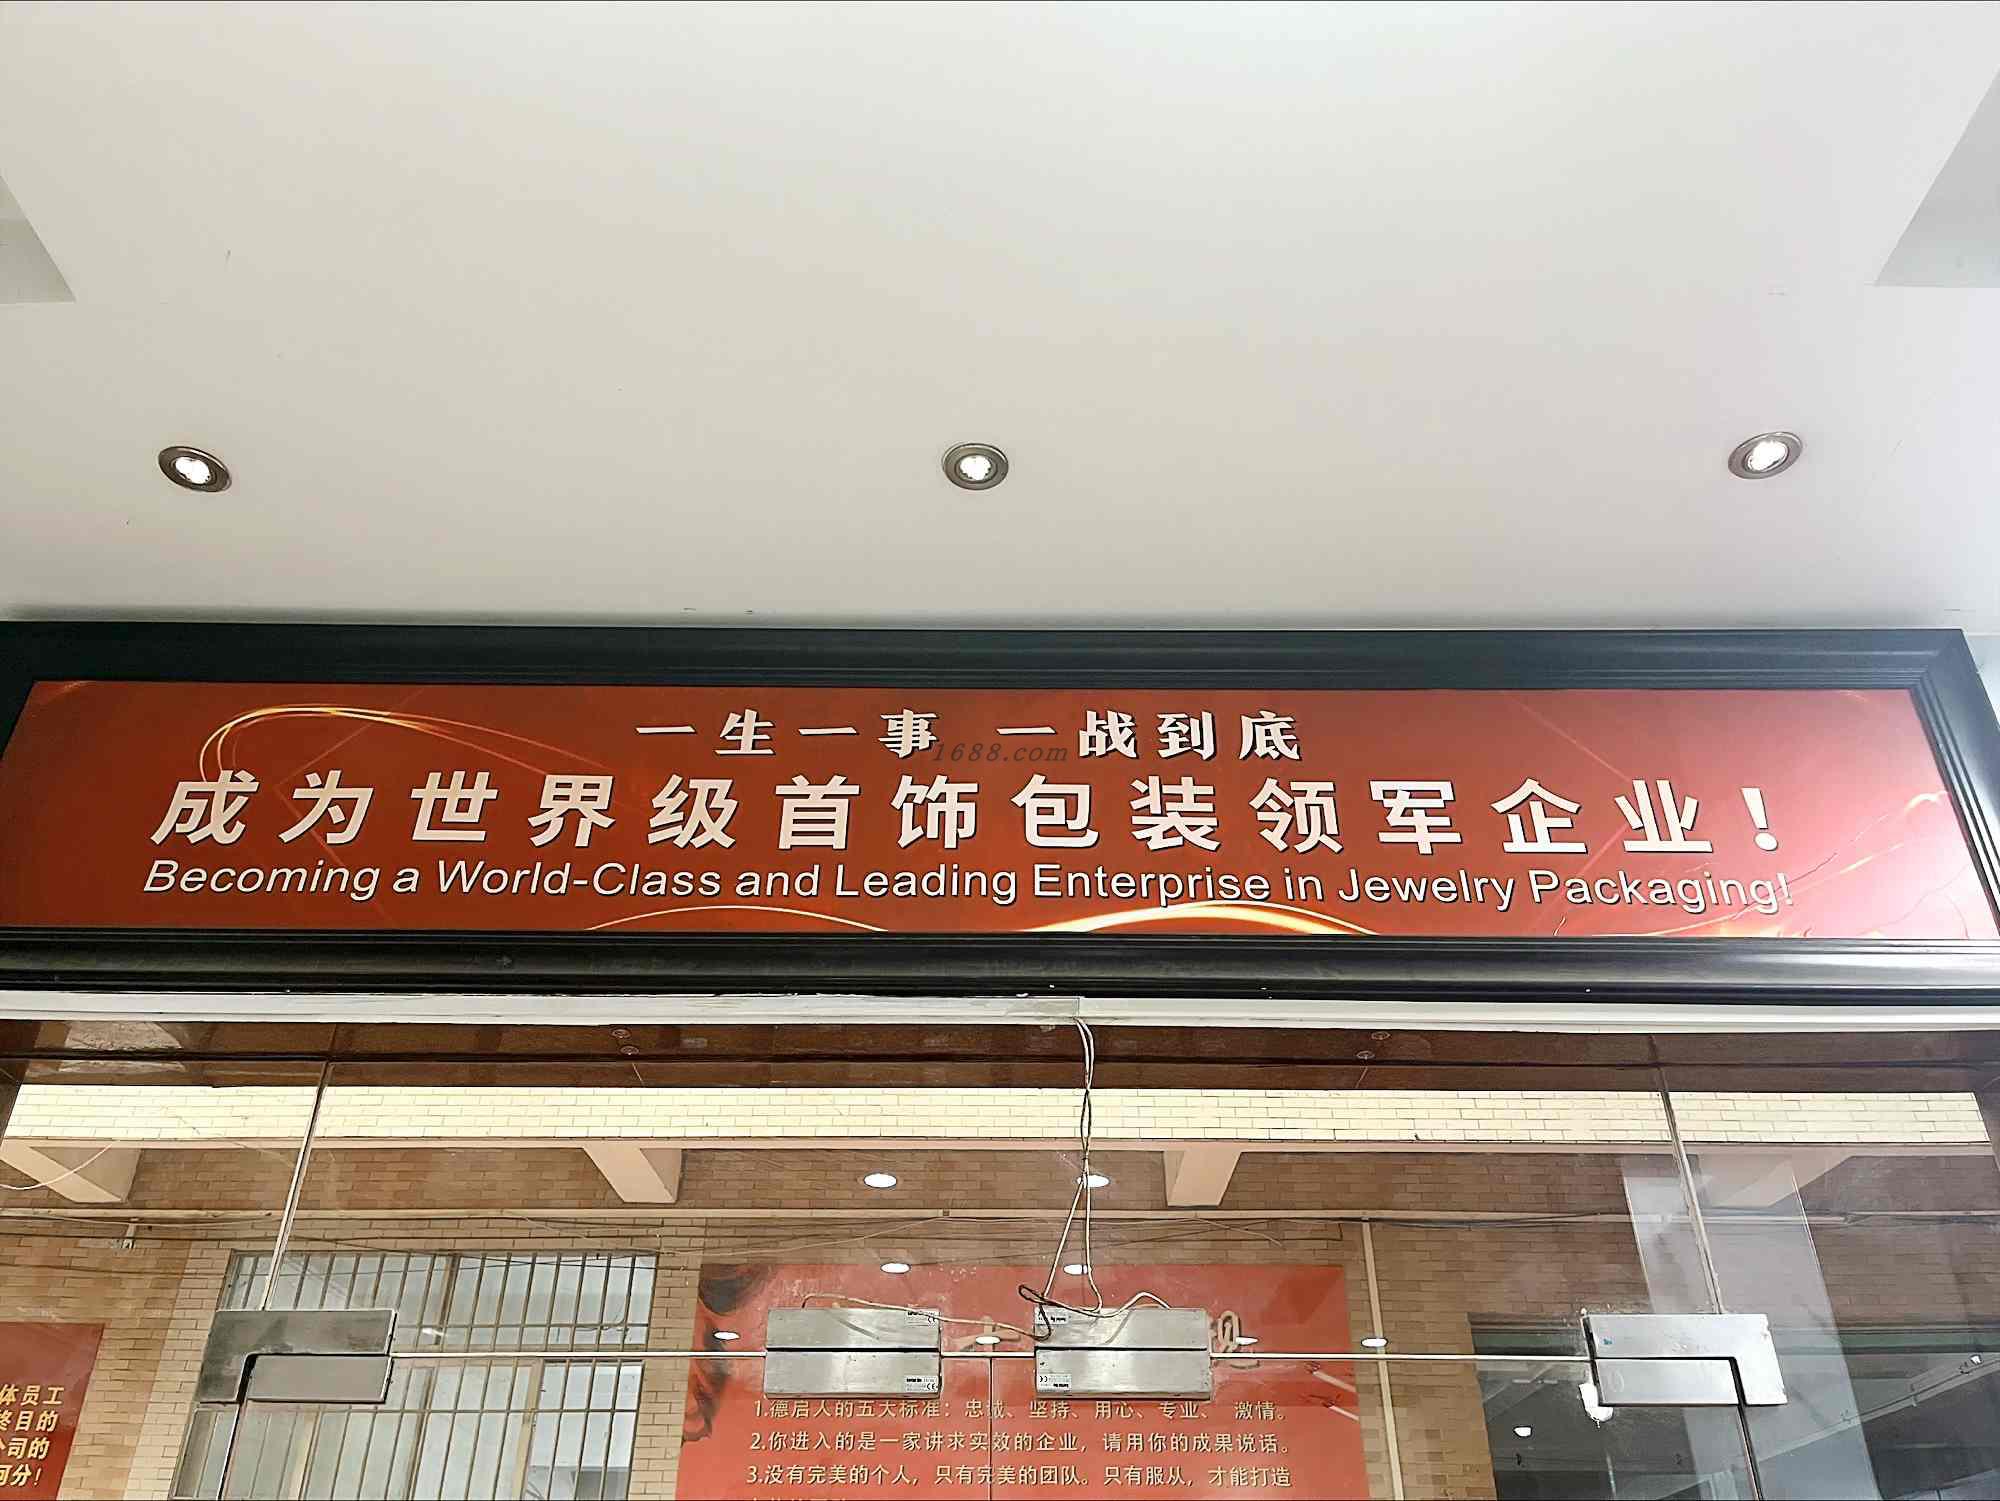 一生一事 一战到底
1688.com
成为世界级首饰包装领军企业！
Becoming a World-Class and Leading Enterprise in Jewelry Packaging!
体员工
终目的
公司的
可分！
1.德启人的五大标准：忠诚、坚持、用心、专业、 激情。
2.你进入的是一家讲求实效的企业，请用你的成果说话。
3.没有完美的个人，只有完美的团队。只有服从，才能打造